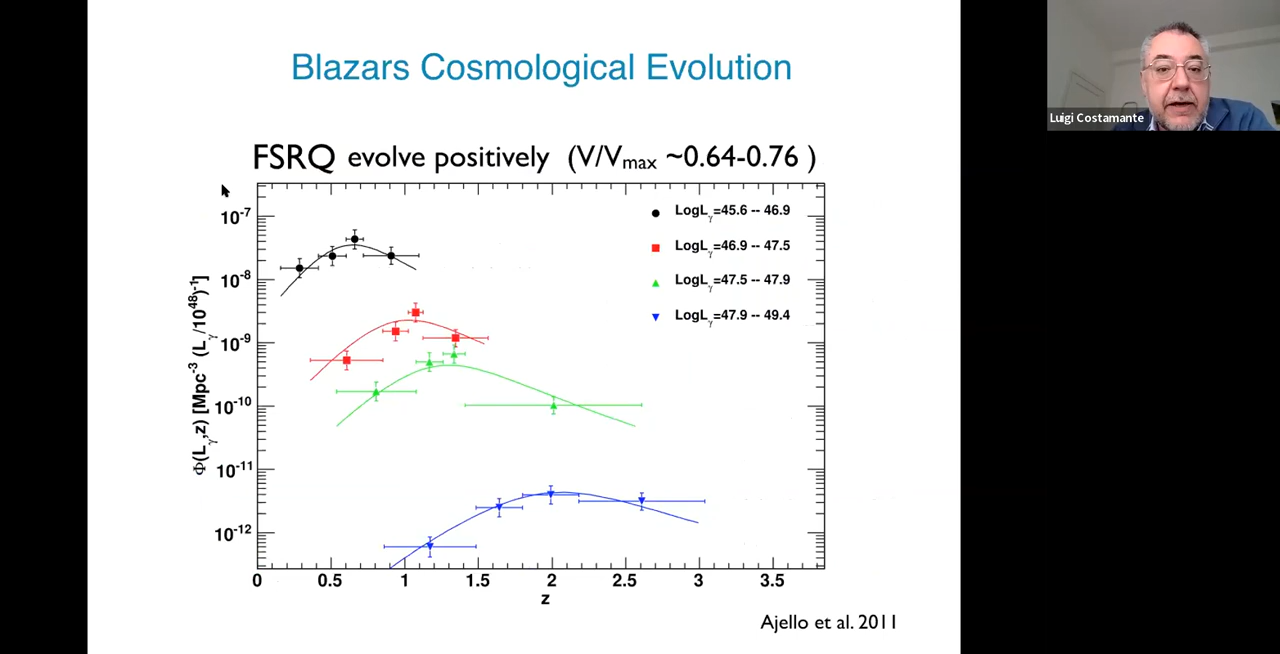 Blazars Cosmological Evolution
Luigi Costamante
FSRQ evolve positively (V/Vmax ~0.64-0.76 )
Φ(Lγ,z) [Mpc-3 (Lγ/1048)-1]
10-7
10-8
10-9
10-10
10-11
10-12
LogLγ=45.6 -- 46.9
LogLγ=46.9 -- 47.5
LogLγ=47.5 -- 47.9
LogLγ=47.9 -- 49.4
0 0.5 1 1.5 2 2.5 3 3.5
z
Ajello et al. 2011